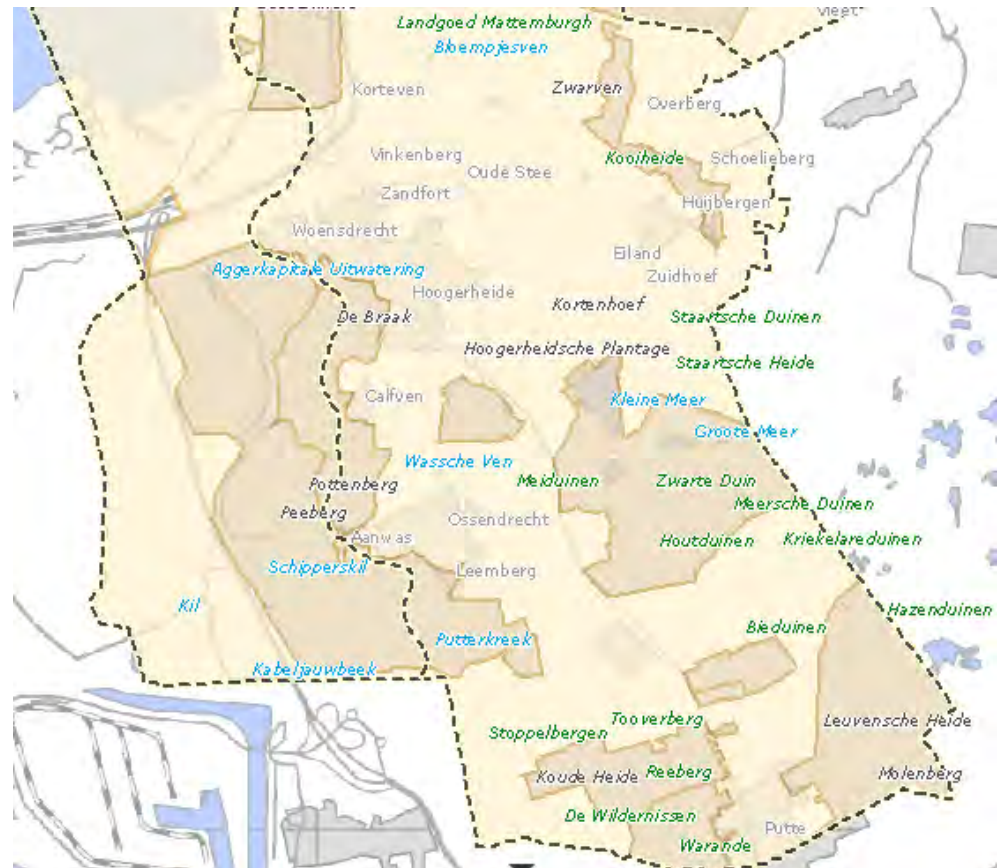 Landgoed Mattemburgh
Vleet
Bloempjesven
Korteven
Zwarven
Overberg
Vinkenberg
Oude Stee
Kooiheide
Schoelieberg
Zandfort
Huijbergen
Woensdrecht
Eiland
Aggerkapitale Uitwatering
Zuidhoef
Hoogerheide
Kortenhoef
De Braak
Staartsche Duinen
Hoogerheidsche Plantage
Staartsche Heide
Calfven
Kleine Meer
Groote Meer
Wassche Ven
Meiduinen
Zwarte Duin
Pottenberg
Meersche Duinen
Peeberg
Ossendrecht
Aanwas
Houtduinen
Kriekelareduinen
Schipperskil
Leemberg
Kil
Hazenduinen
Bieduinen
Putterkreek
Kabeljauwbeek
Tooverberg
Leuvensche Heide
Stoppelbergen
Koude Heide
Reeberg
Molenberg
De Wildernissen
Putte
Warande